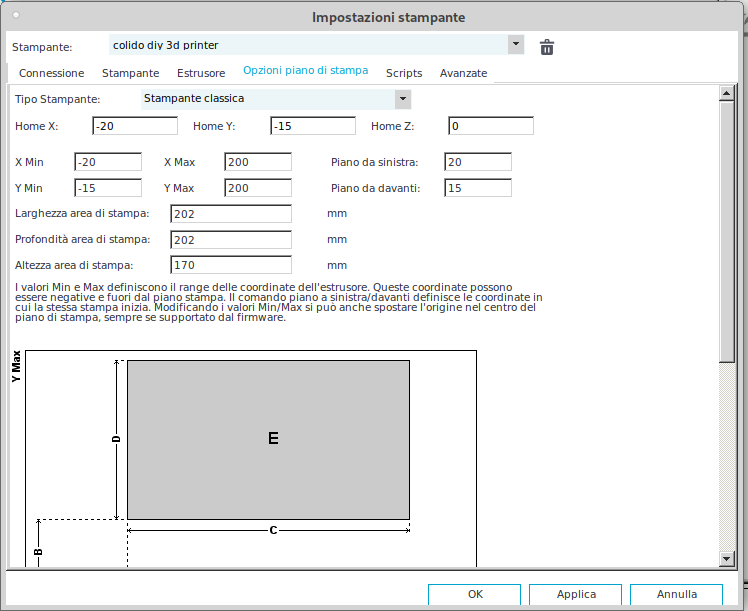 Impostazioni stampante
Stampante: colido diy 3d printer
Connessione Stampante Estrusore Opzioni piano di stampa Scripts Avanzate
Tipo Stampante: Stampante classica
Home X: -20 Home Y: -15 Home Z: 0
X Min -20 X Max 200 Piano da sinistra: 20
Y Min -15 Y Max 200 Piano da davanti: 15
Larghezza area di stampa: 202 mm
Profondità area di stampa: 202 mm
Altezza area di stampa: 170 mm
I valori Min e Max definiscono il range delle coordinate dell'estrusore. Queste coordinate possono
essere negative e fuori dal piano stampa. Il comando piano a sinistra/davanti definisce le coordinate in
cui la stessa stampa inizia. Modificando i valori Min/Max si può anche spostare l'origine nel centro del
piano di stampa, sempre se supportato dal firmware.
Y Max
D
E
C
B
OK Applica Annulla